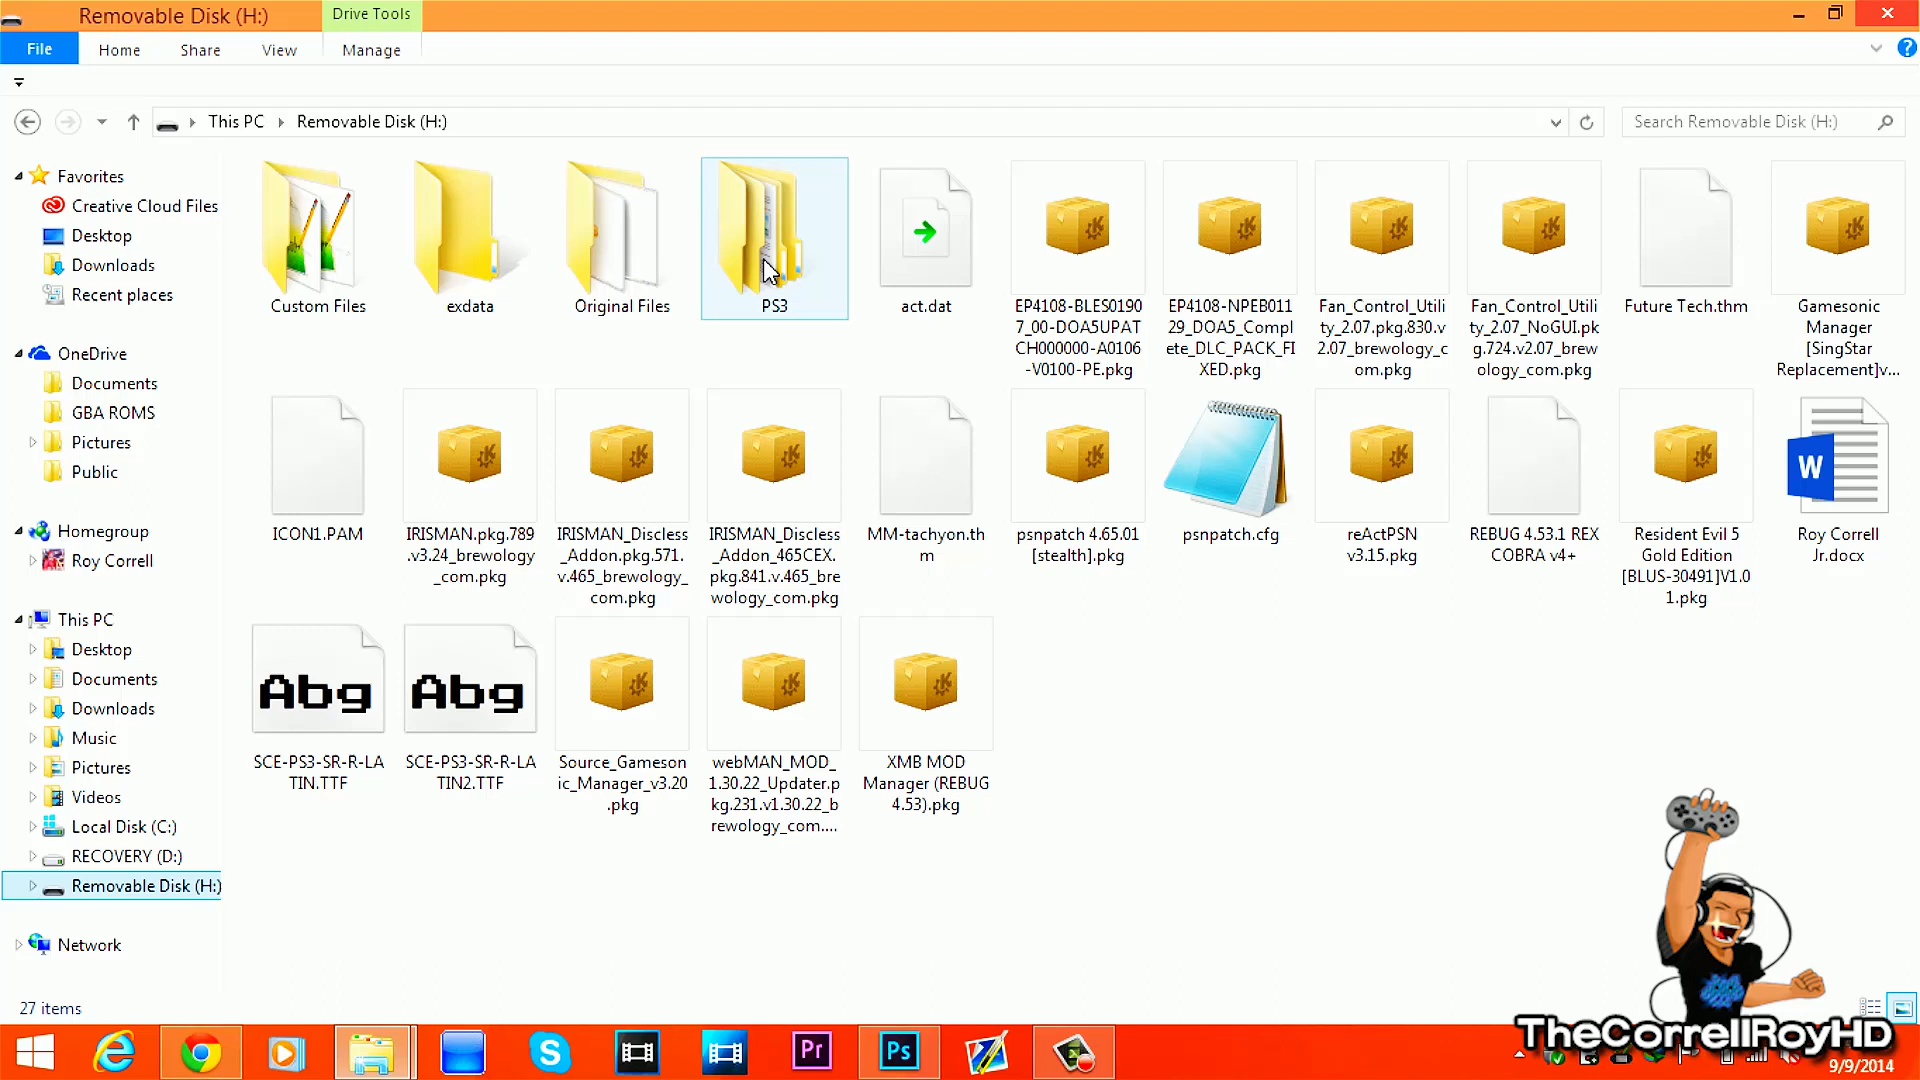 Removable Disk (H:)
Drive Tools
File
Home
Share
View
Manage
This PC
Removable Disk (H:)
Search Removable Disk (H:)
Favorites
Creative Cloud Files
Desktop
Downloads
Recent places
OneDrive
Documents
GBA ROMS
Pictures
Public
Homegroup
Roy Correll
This PC
Desktop
Documents
Downloads
Music
Pictures
Videos
Local Disk (C:)
RECOVERY (D:)
Removable Disk (H:)
Network
Custom Files
exdata
Original Files
PS3
act.dat
EP4108-BLES0190
7_00-DOA5UPAT
CH000000-A0106
-V0100-PE.pkg
EP4108-NPEB011
29_DOA5_Compl
ete_DLC_PACK_FI
XED.pkg
Fan_Control_Utili
ty_2.07.pkg.830.v
2.07_brewology_c
om.pkg
Fan_Control_Utili
ty_2.07_NoGUI.pk
g.724.v2.07_brew
ology_com.pkg
Future Tech.thm
Gamesonic
Manager
[SingStar
Replacement]v...
ICON1.PAM
IRISMAN.pkg.789
.v3.24_brewology
_com.pkg
IRISMAN_Discless
_Addon.pkg.571.
v.465_brewology_
com.pkg
IRISMAN_Discless
_Addon_465CEX.
pkg.841.v.465_bre
wology_com.pkg
MM-tachyon.th
m
psnpatch 4.65.01
[stealth].pkg
psnpatch.cfg
reActPSN
v3.15.pkg
REBUG 4.53.1 REX
COBRA v4+
Resident Evil 5
Gold Edition
[BLUS-30491]V1.0
1.pkg
W
Roy Correll
Jr.docx
Abg
SCE-PS3-SR-R-LA
TIN.TTF
Abg
SCE-PS3-SR-R-LA
TIN2.TTF
Source_Gameson
ic_Manager_v3.20
.pkg
webMAN_MOD_
1.30.22_Updater.p
kg.231.v1.30.22_b
rewology_com....
XMB MOD
Manager (REBUG
4.53).pkg
27 items
S
Pr
Ps
TheCorrellRoyHD
9/9/2014